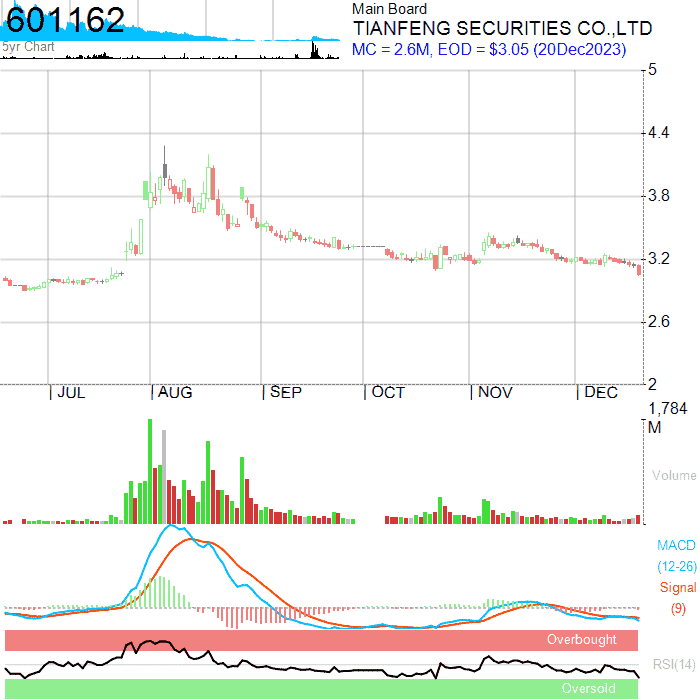 601162
5yr Chart
Main Board
TIANFENG SECURITIES CO.,LTD
MC = 2.6M, EOD = $3.05 (20Dec2023)
5
4.4
3.8
3.2
2.6
2
JUL AUG SEP OCT NOV DEC
1,784
M
Volume
MACD
(12-26)
Signal
(9)
Overbought
RSI(14)
Oversold